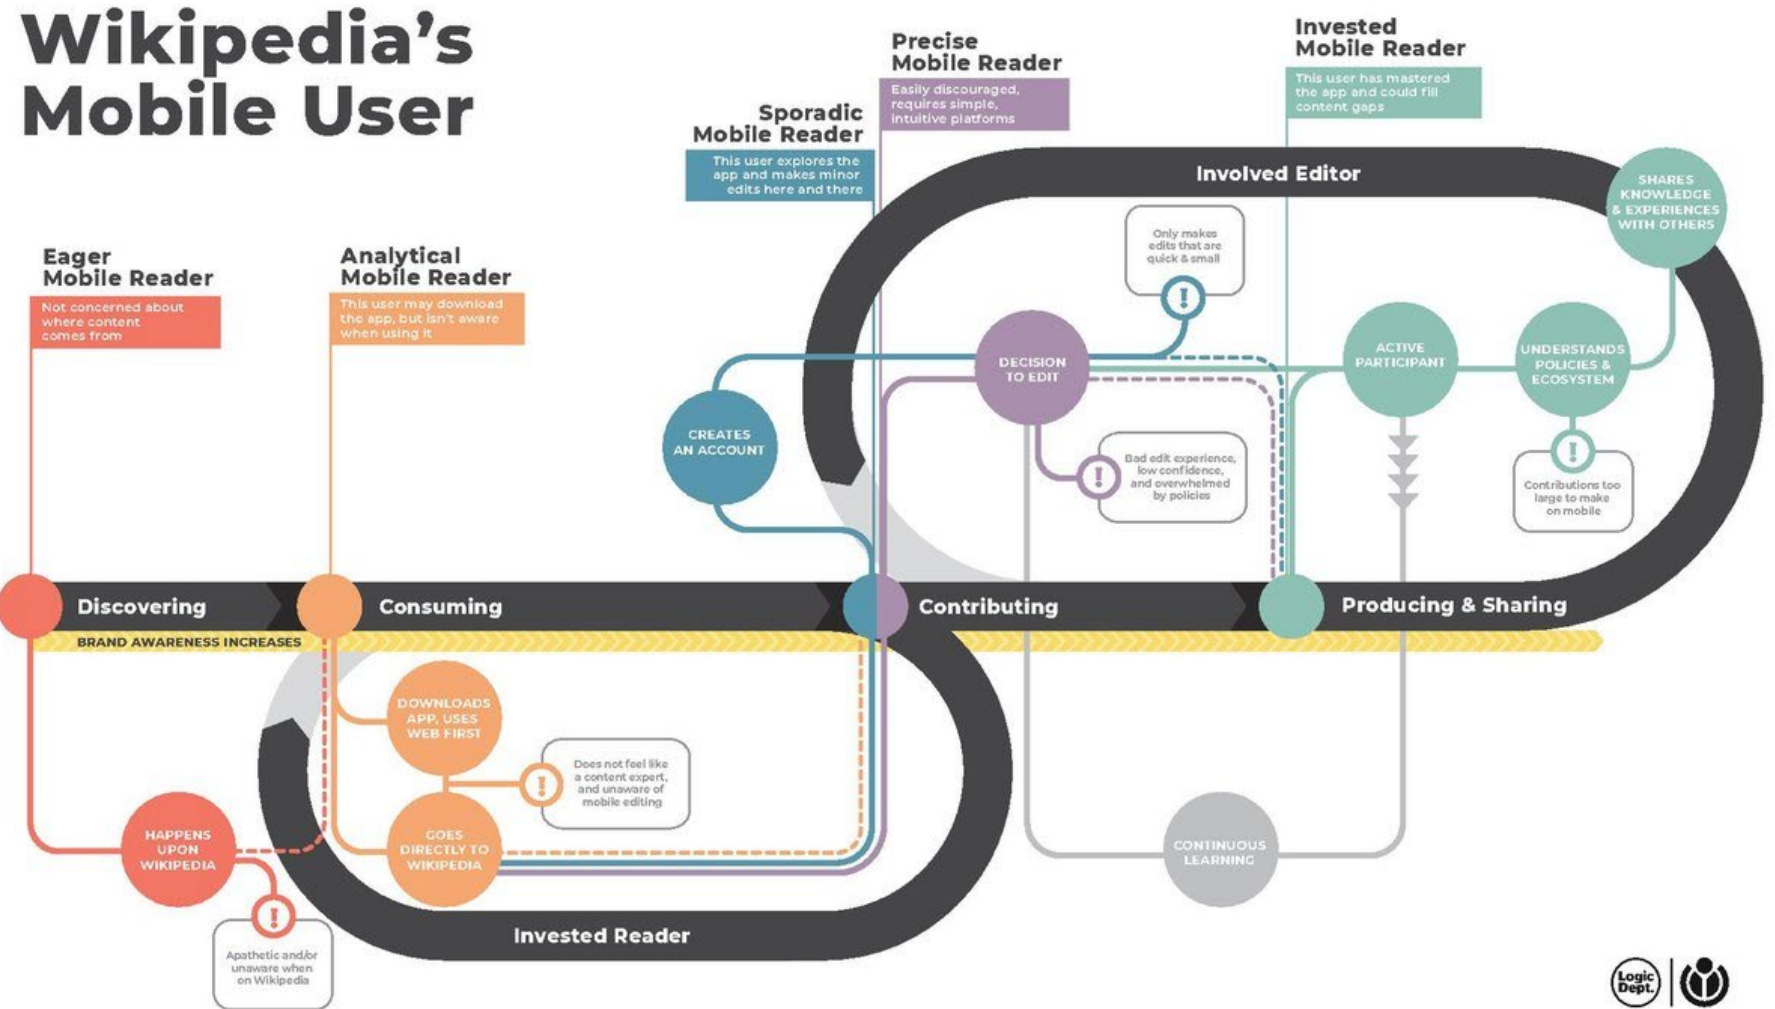 Wikipedia's
Mobile User
Eager
Mobile Reader
Not concerned about
where content
comes from
Analytical
Mobile Reader
This user may download
the app, but isn't aware
when using it
Sporadic
Mobile Reader
This user explores the
app and makes minor
edits here and there
Precise
Mobile Reader
Easily discouraged,
requires simple,
intuitive platforms
Invested
Mobile Reader
This user has mastered
the app and could fill
content gaps
Involved Editor
SHARES
KNOWLEDGE
& EXPERIENCES
WITH OTHERS
Only makes
edits that are
quick & small
DECISION
TO EDIT
ACTIVE
PARTICIPANT
UNDERSTANDS
POLICIES &
ECOSYSTEM
CREATES
AN ACCOUNT
Bad edit experience,
low confidence,
and overwhelmed
by policies
Contributions too
large to make
on mobile
Discovering
Consuming
Contributing
Producing & Sharing
BRAND AWARENESS INCREASES
DOWNLOADS
APP, USES
WEB FIRST
Does not feel like
a content expert,
and unaware of
mobile editing
HAPPENS
UPON
WIKIPEDIA
GOES
DIRECTLY TO
WIKIPEDIA
CONTINUOUS
LEARNING
Apathetic and/or
unaware when
on Wikipedia
Invested Reader
Logic
Dept.